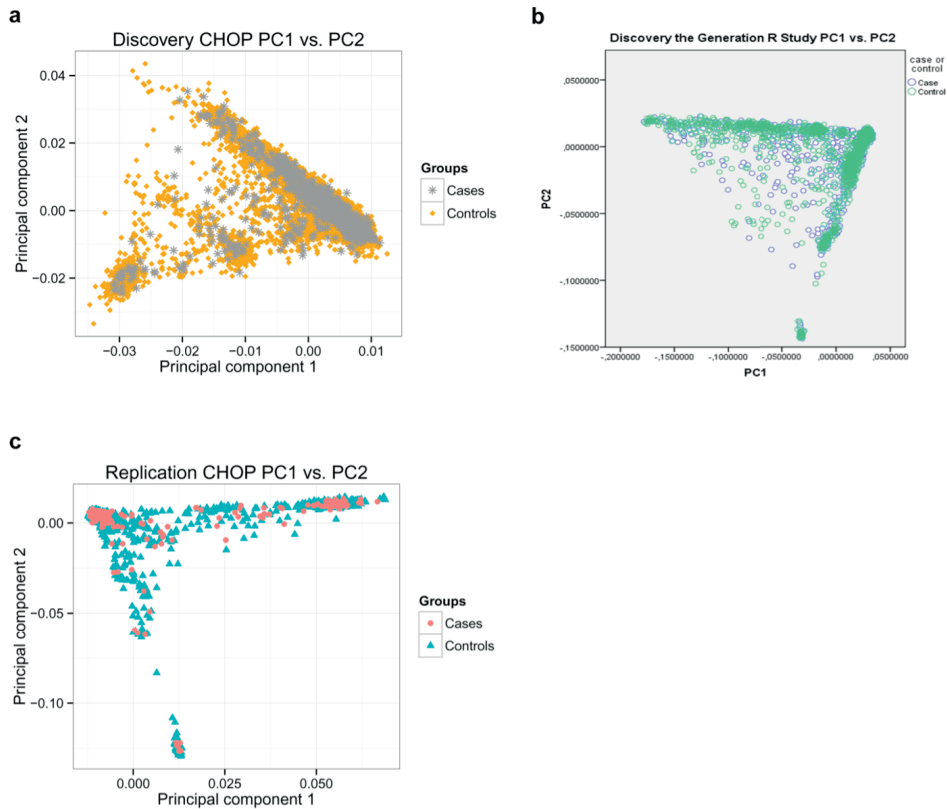 a
Discovery CHOP PC1 vs. PC2
0.04
0.02
0.00
−0.02
Principal component 2
−0.03 −0.02 −0.01 0.00 0.01
Principal component 1
Groups
Cases
Controls
b
Discovery the Generation R Study PC1 vs. PC2
,0500000
,0000000
-,0500000
-,1000000
-,1500000
PC2
-,2000000 -,1500000 -,1000000 -,0500000 ,0000000 ,0500000
PC1
case or
control
Case
Control
c
Replication CHOP PC1 vs. PC2
0.00
−0.05
−0.10
Principal component 2
0.000 0.025 0.050
Principal component 1
Groups
Cases
Controls